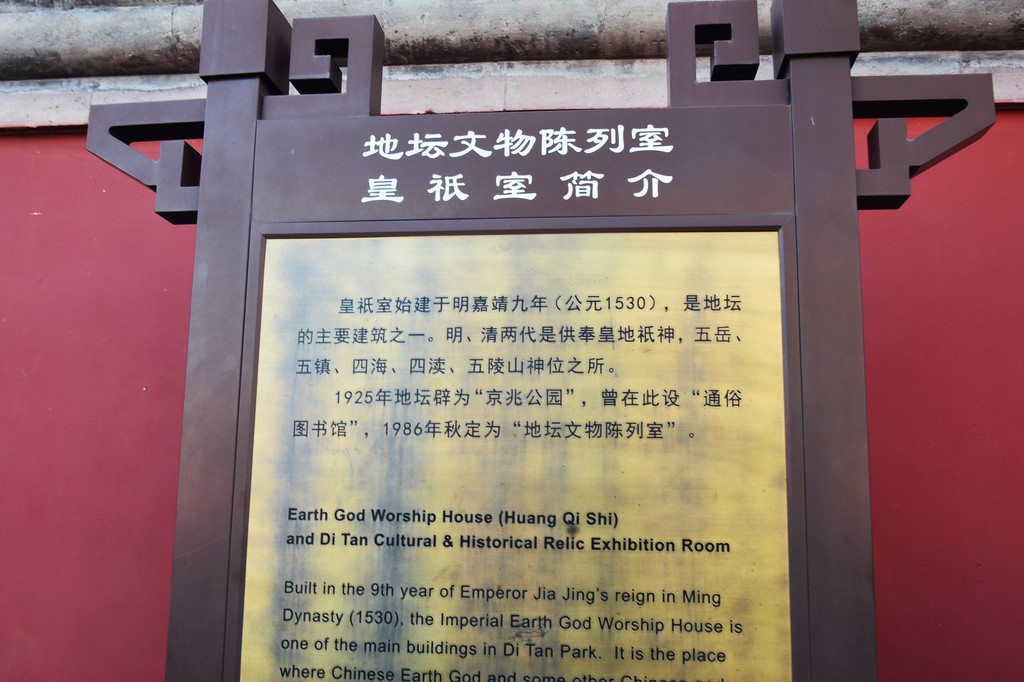 地坛文物陈列室
皇祇室简介
皇祇室始建于明嘉靖九年（公元1530），是地坛
的主要建筑之一。明、清两代是供奉皇地祇神，五岳、
五镇、四海、四渎、五陵山神位之所。
1925年地坛辟为“京兆公园”，曾在此设“通俗
图书馆”，1986年秋定为“地坛文物陈列室”。
Earth God Worship House (Huang Qi Shi)
and Di Tan Cultural & Historical Relic Exhibition Room
Built in the 9th year of Emperor Jia Jing's reign in Ming
Dynasty (1530), the Imperial Earth God Worship House is
one of the main buildings in Di Tan Park. It is the place
where Chinese Earth God and some other Chinese gods